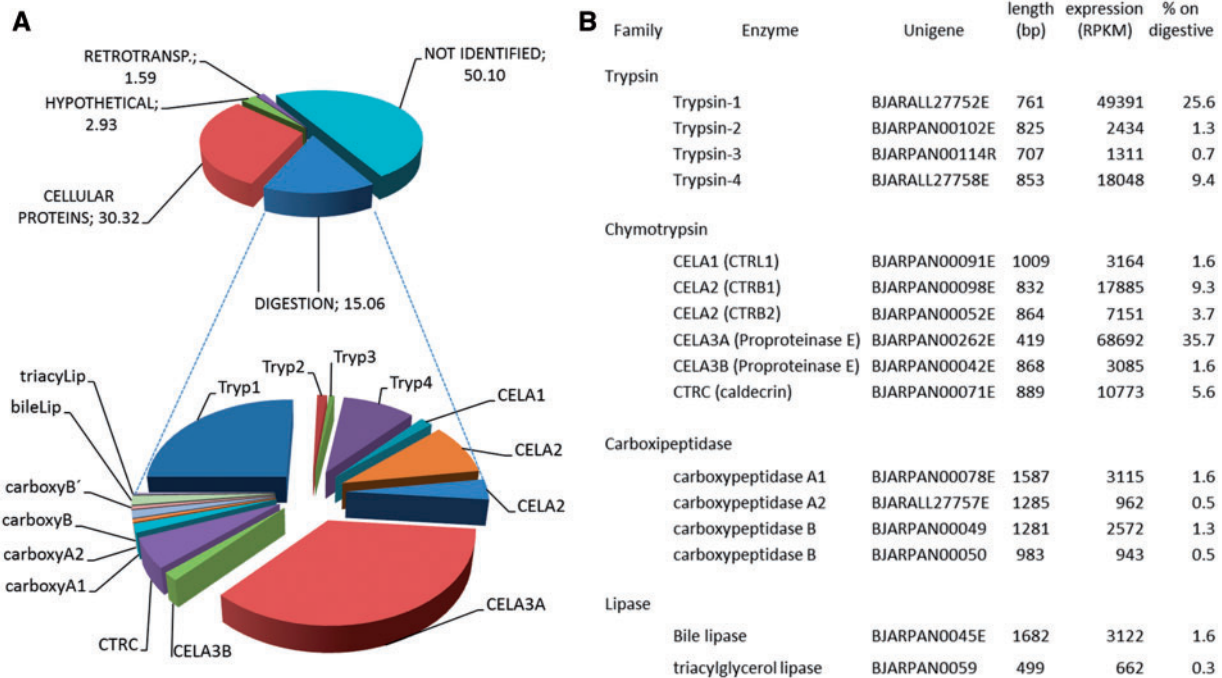 A
RETROTRANSP.;
1.59
NOT IDENTIFIED;
50.10
HYPOTHETICAL;
2.93
CELLULAR
PROTEINS; 30.32
DIGESTION; 15.06
triacyLip
bileLip
Tryp1
Tryp2
Tryp3
Tryp4
CELA1
CELA2
CELA2
carboxyB´
carboxyB
carboxyA2
carboxyA1
CTRC
CELA3B
CELA3A
B
Family Enzyme Unigene length (bp) expression (RPKM) % on digestive
Trypsin
Trypsin-1 BJARALL27752E 761 49391 25.6
Trypsin-2 BJARPAN00102E 825 2434 1.3
Trypsin-3 BJARPAN00114R 707 1311 0.7
Trypsin-4 BJARALL27758E 853 18048 9.4
Chymotrypsin
CELA1 (CTRL1) BJARPAN00091E 1009 3164 1.6
CELA2 (CTRB1) BJARPAN00098E 832 17885 9.3
CELA2 (CTRB2) BJARPAN00052E 864 7151 3.7
CELA3A (Proproteinase E) BJARPAN00262E 419 68692 35.7
CELA3B (Proproteinase E) BJARPAN00042E 868 3085 1.6
CTRC (caldecrin) BJARPAN00071E 889 10773 5.6
Carboxipeptidase
carboxypeptidase A1 BJARPAN00078E 1587 3115 1.6
carboxypeptidase A2 BJARALL27757E 1285 962 0.5
carboxypeptidase B BJARPAN00049 1281 2572 1.3
carboxypeptidase B BJARPAN00050 983 943 0.5
Lipase
Bile lipase BJARPAN0045E 1682 3122 1.6
triacylglycerol lipase BJARPAN0059 499 662 0.3